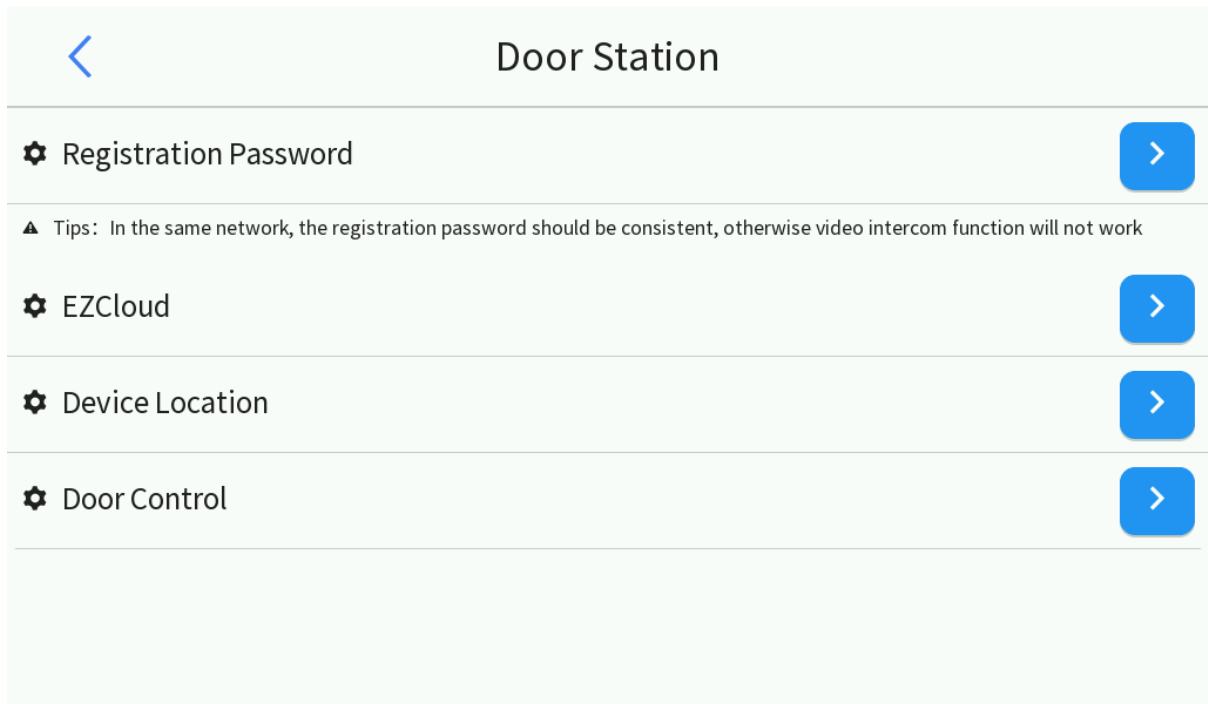 Door Station
Registration Password
Tips：In the same network, the registration password should be consistent, otherwise video intercom function will not work
EZCloud
Device Location
Door Control